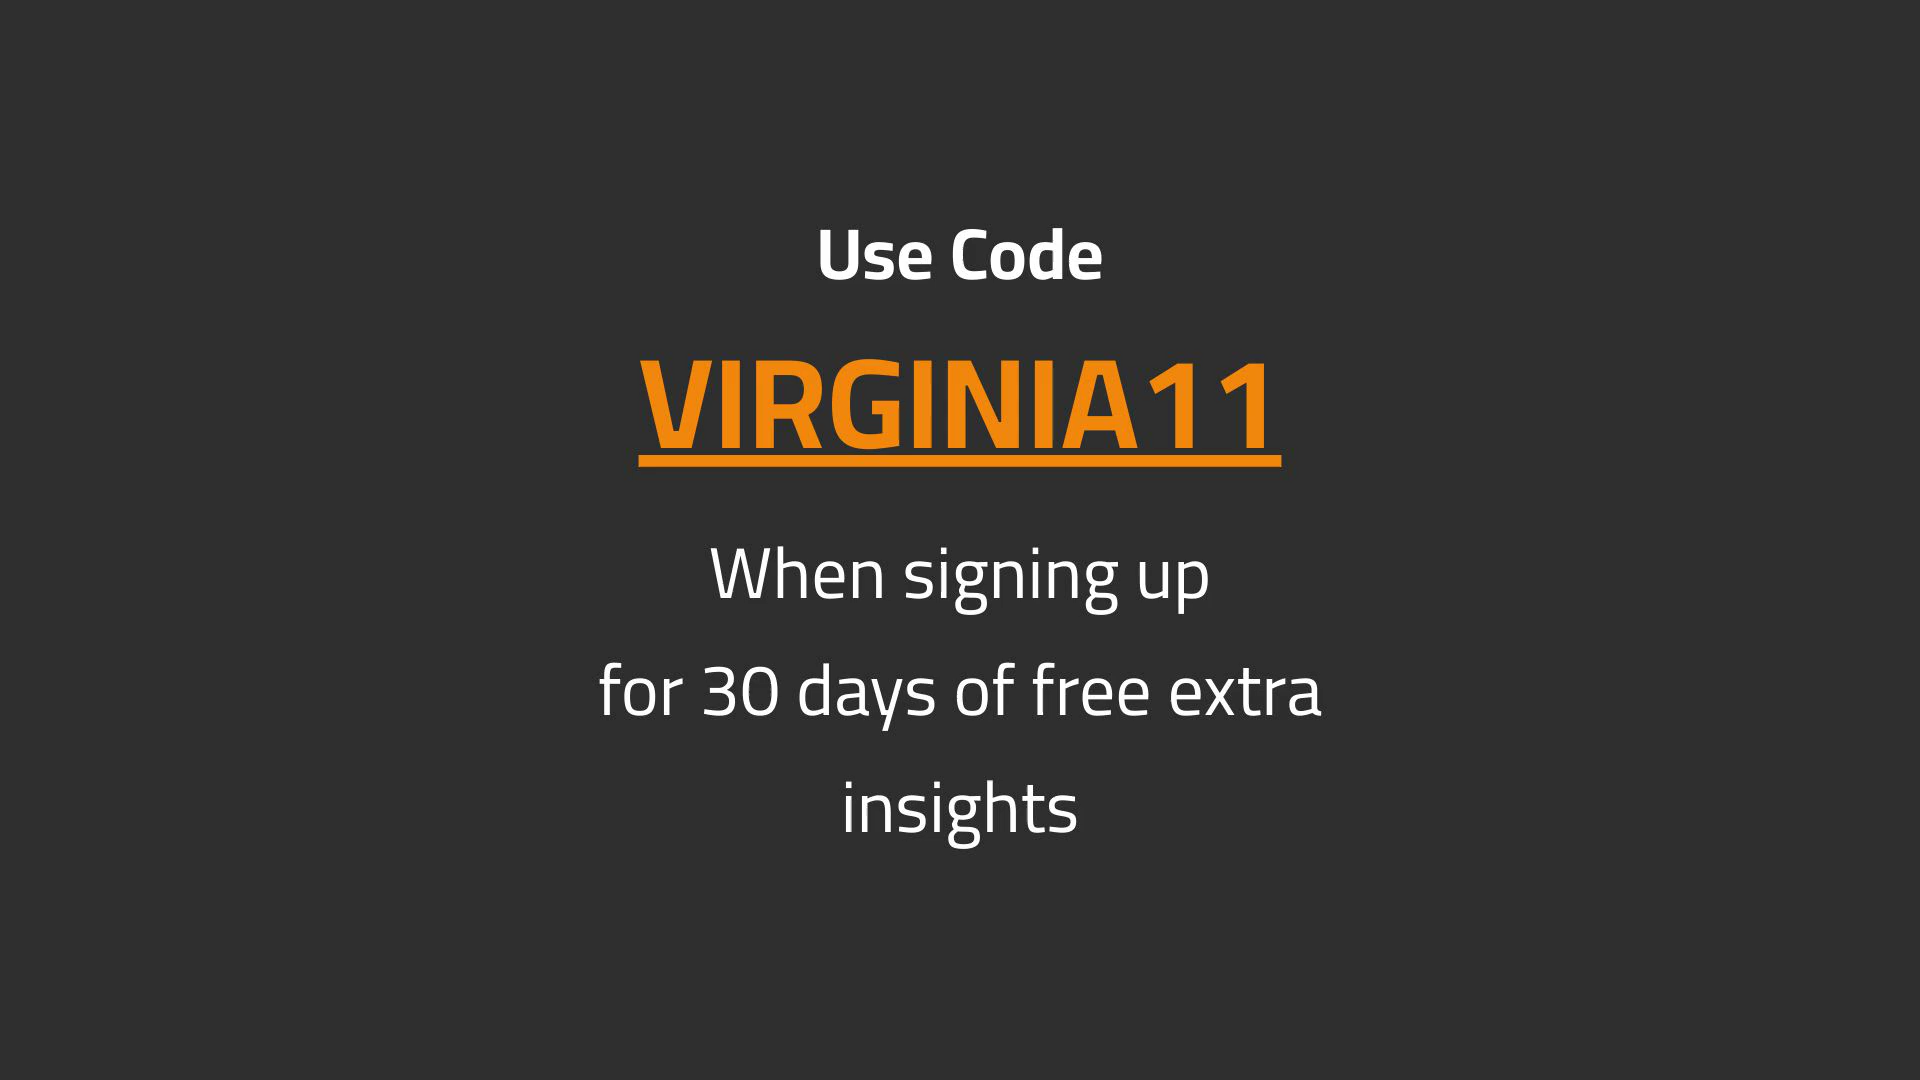 Use Code
VIRGINIA11
When signing up
for 30 days of free extra
insights